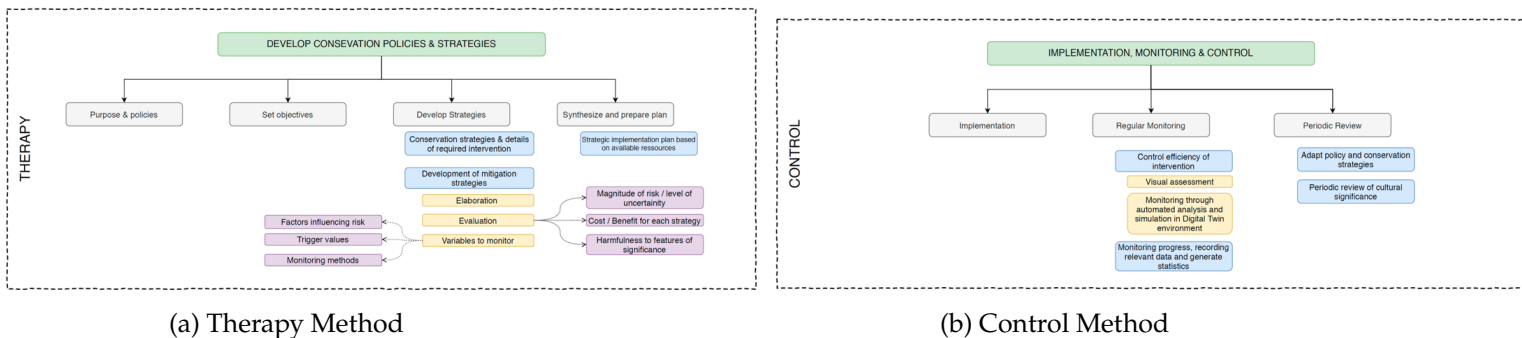 THERAPY
DEVELOP CONSEVATION POLICIES & STRATEGIES
Purpose & policies
Set objectives
Develop Strategies
Synthesize and prepare plan
Conservation strategies & details
of required intervention
Strategic implementation plan based
on available ressources
Development of mitigation
strategies
Elaboration
Evaluation
Variables to monitor
Magnitude of risk / level of
uncertainity
Cost / Benefit for each strategy
Harmfulness to features of
significance
Factors influencing risk
Trigger values
Monitoring methods
(a) Therapy Method
CONTROL
IMPLEMENTATION, MONITORING & CONTROL
Implementation
Regular Monitoring
Periodic Review
Control efficiency of
intervention
Visual assessment
Monitoring through
automated analysis and
simulation in Digital Twin
environment
Monitoring progress, recording
relevant data and generate
statistics
Adapt policy and conservation
strategies
Periodic review of cultural
significance
(b) Control Method